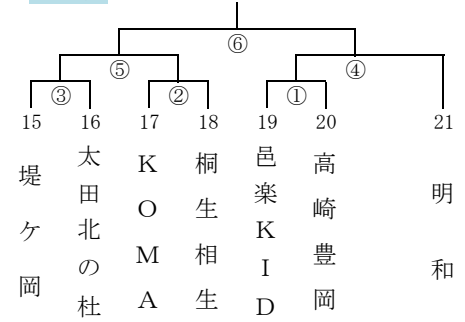 ⑥
⑤ ④
③ ② ①
15 16 17 18 19 20 21
堤ケ岡
太田北の杜
KOMA
桐生相生
邑楽KID
高崎豊岡
明和